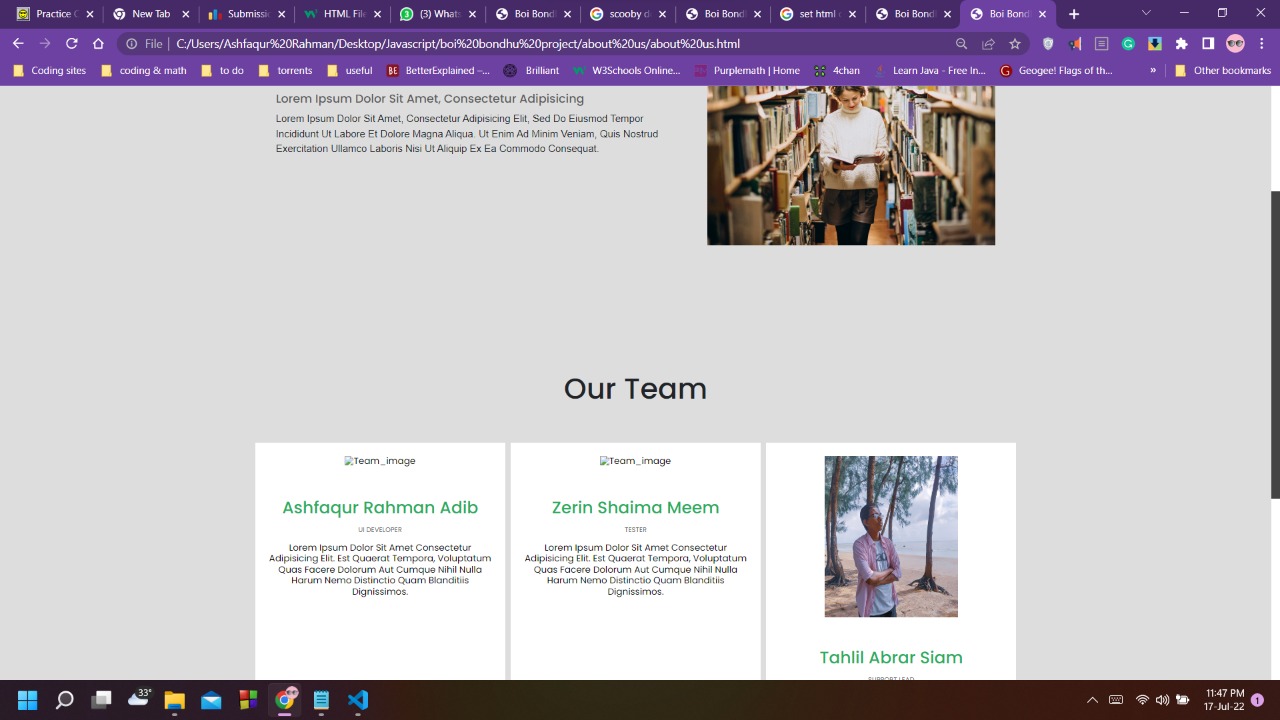 Practice C
New Tab
Submissio
HTML File
(3) Whats
Boi Bondh
scooby d
Boi Bondh
set html e
Boi Bondh
Boi Bondh
File
C:/Users/Ashfaqur%20Rahman/Desktop/Javascript/boi%20bondhu%20project/about%20us/about%20us.html
Coding sites
coding & math
to do
torrents
useful
BetterExplained –...
Brilliant
W3Schools Online...
Purplemath | Home
4chan
Learn Java - Free In...
Geogee! Flags of th...
»
Other bookmarks
Lorem Ipsum Dolor Sit Amet, Consectetur Adipisicing
Lorem Ipsum Dolor Sit Amet, Consectetur Adipisicing Elit, Sed Do Eiusmod Tempor
Incididunt Ut Labore Et Dolore Magna Aliqua. Ut Enim Ad Minim Veniam, Quis Nostrud
Exercitation Ullamco Laboris Nisi Ut Aliquip Ex Ea Commodo Consequat.
Our Team
Team_image
Ashfaqur Rahman Adib
UI DEVELOPER
Lorem Ipsum Dolor Sit Amet Consectetur
Adipisicing Elit. Est Quaerat Tempora, Voluptatum
Quas Facere Dolorum Aut Cumque Nihil Nulla
Harum Nemo Distinctio Quam Blanditiis
Dignissimos.
Team_image
Zerin Shaima Meem
TESTER
Lorem Ipsum Dolor Sit Amet Consectetur
Adipisicing Elit. Est Quaerat Tempora, Voluptatum
Quas Facere Dolorum Aut Cumque Nihil Nulla
Harum Nemo Distinctio Quam Blanditiis
Dignissimos.
Tahlil Abrar Siam
SUPPORT LEAD
33°
11:47 PM
17-Jul-22
1